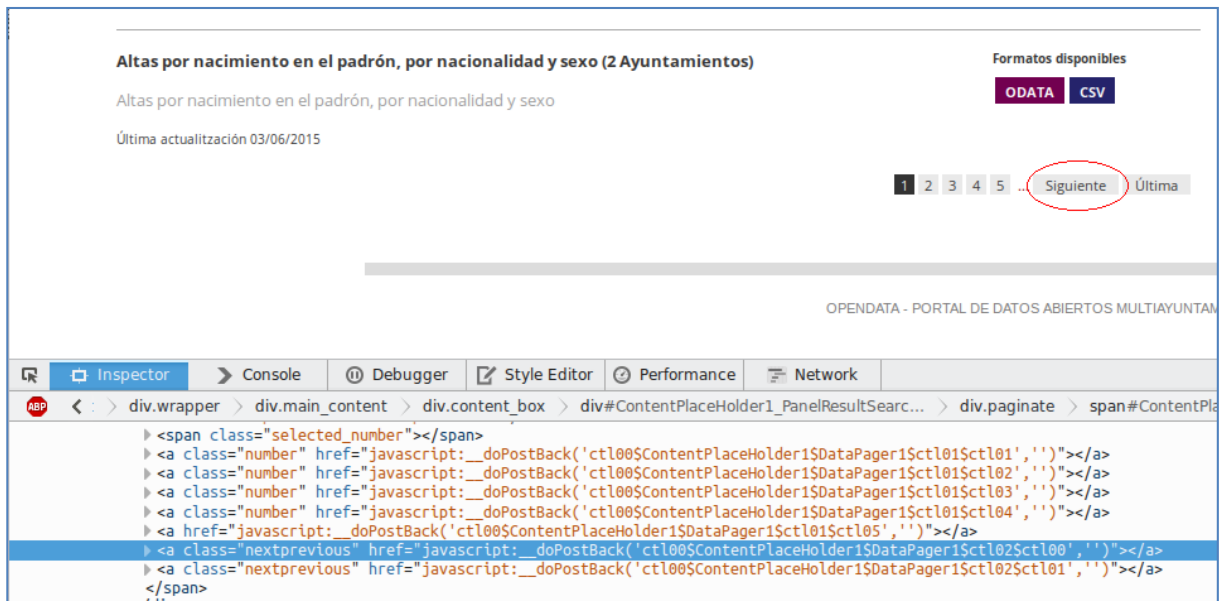 Altas por nacimiento en el padrón, por nacionalidad y sexo (2 Ayuntamientos)
Formatos disponibles
ODATA CSV
Altas por nacimiento en el padrón, por nacionalidad y sexo
Última actualitzación 03/06/2015
1 2 3 4 5 ... Siguiente Última
OPENDATA - PORTAL DE DATOS ABIERTOS MULTIAYUNTAM
Inspector Console Debugger Style Editor Performance Network
ABP div.wrapper > div.main_content > div.content_box > div#ContentPlaceHolder1_PanelResultSearc... > div.paginate > span#ContentPla
<span class="selected_number"></span>
<a class="number" href="javascript:__doPostBack('ctl00$ContentPlaceHolder1$DataPager1$ctl01$ctl01','')"></a>
<a class="number" href="javascript:__doPostBack('ctl00$ContentPlaceHolder1$DataPager1$ctl01$ctl02','')"></a>
<a class="number" href="javascript:__doPostBack('ctl00$ContentPlaceHolder1$DataPager1$ctl01$ctl03','')"></a>
<a class="number" href="javascript:__doPostBack('ctl00$ContentPlaceHolder1$DataPager1$ctl01$ctl04','')"></a>
<a href="javascript:__doPostBack('ctl00$ContentPlaceHolder1$DataPager1$ctl01$ctl05','')"></a>
<a class="nextprevious" href="javascript:__doPostBack('ctl00$ContentPlaceHolder1$DataPager1$ctl02$ctl00','')"></a>
<a class="nextprevious" href="javascript:__doPostBack('ctl00$ContentPlaceHolder1$DataPager1$ctl02$ctl01','')"></a>
</span>